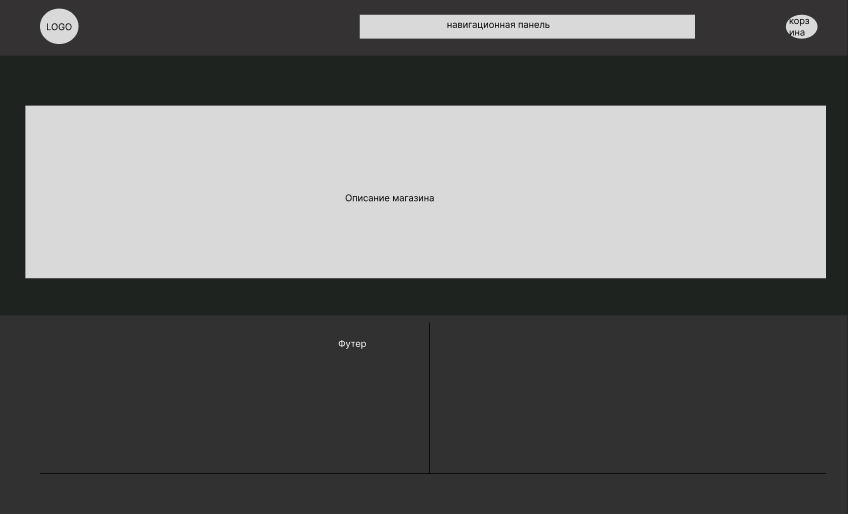 LOGO
навигационная панель
корз
ина
Описание магазина
Футер